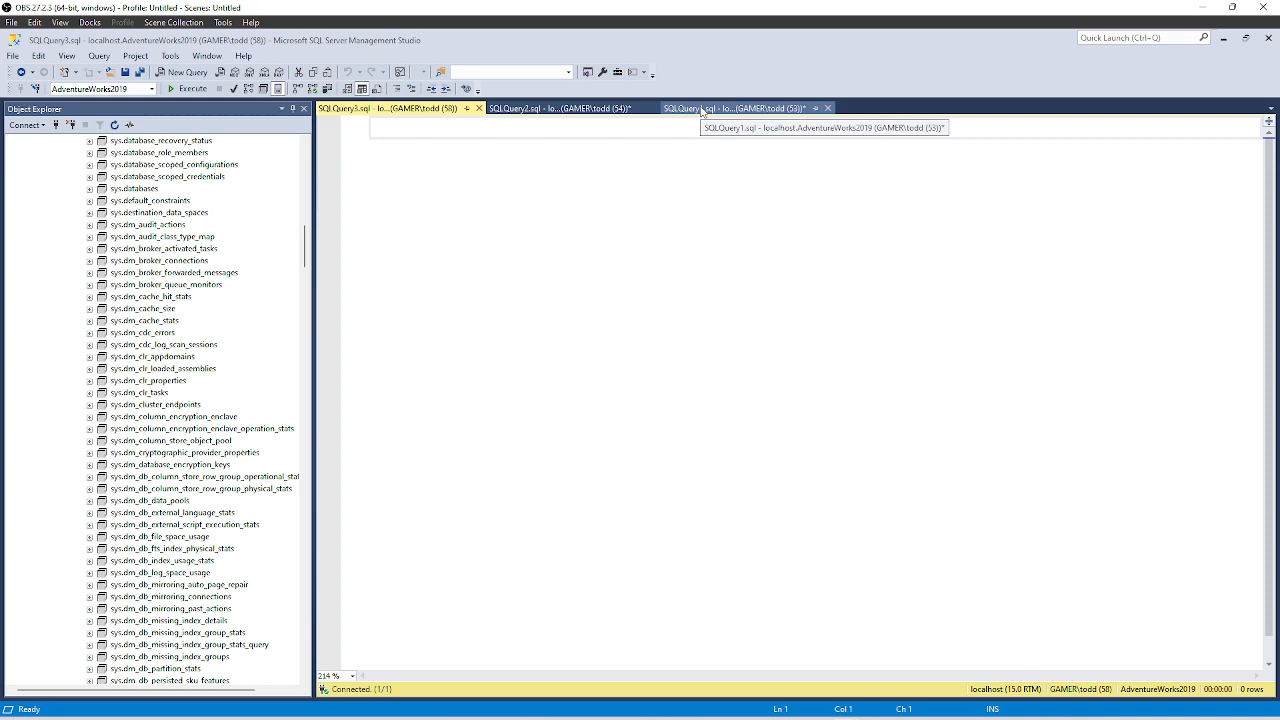 OBS 27.2.3 (64-bit, windows) - Profile: Untitled - Scenes: Untitled
File Edit View Docks Profile Scene Collection Tools Help
SQLQuery3.sql - localhost.AdventureWorks2019 (GAMER\todd (58)) - Microsoft SQL Server Management Studio
Quick Launch (Ctrl+Q)
File Edit View Query Project Tools Window Help
New Query
AdventureWorks2019 Execute
Object Explorer
SQLQuery3.sql - lo...(GAMER\todd (58)) SQLQuery2.sql - lo...(GAMER\todd (54))* SQLQuery1.sql - lo...(GAMER\todd (53))*
Connect
SQLQuery1.sql - localhost.AdventureWorks2019 (GAMER\todd (53))*
sys.database_recovery_status
sys.database_role_members
sys.database_scoped_configurations
sys.database_scoped_credentials
sys.databases
sys.default_constraints
sys.destination_data_spaces
sys.dm_audit_actions
sys.dm_audit_class_type_map
sys.dm_broker_activated_tasks
sys.dm_broker_connections
sys.dm_broker_forwarded_messages
sys.dm_broker_queue_monitors
sys.dm_cache_hit_stats
sys.dm_cache_size
sys.dm_cache_stats
sys.dm_cdc_errors
sys.dm_cdc_log_scan_sessions
sys.dm_clr_appdomains
sys.dm_clr_loaded_assemblies
sys.dm_clr_properties
sys.dm_clr_tasks
sys.dm_cluster_endpoints
sys.dm_column_encryption_enclave
sys.dm_column_encryption_enclave_operation_stats
sys.dm_column_store_object_pool
sys.dm_cryptographic_provider_properties
sys.dm_database_encryption_keys
sys.dm_db_column_store_row_group_operational_stat
sys.dm_db_column_store_row_group_physical_stats
sys.dm_db_data_pools
sys.dm_db_external_language_stats
sys.dm_db_external_script_execution_stats
sys.dm_db_file_space_usage
sys.dm_db_fts_index_physical_stats
sys.dm_db_index_usage_stats
sys.dm_db_log_space_usage
sys.dm_db_mirroring_auto_page_repair
sys.dm_db_mirroring_connections
sys.dm_db_mirroring_past_actions
sys.dm_db_missing_index_details
sys.dm_db_missing_index_group_stats
sys.dm_db_missing_index_group_stats_query
sys.dm_db_missing_index_groups
sys.dm_db_partition_stats
sys.dm_db_persisted_sku_features
214 %
Connected. (1/1) localhost (15.0 RTM) GAMER\todd (58) AdventureWorks2019 00:00:00 0 rows
Ready Ln 1 Col 1 Ch 1 INS